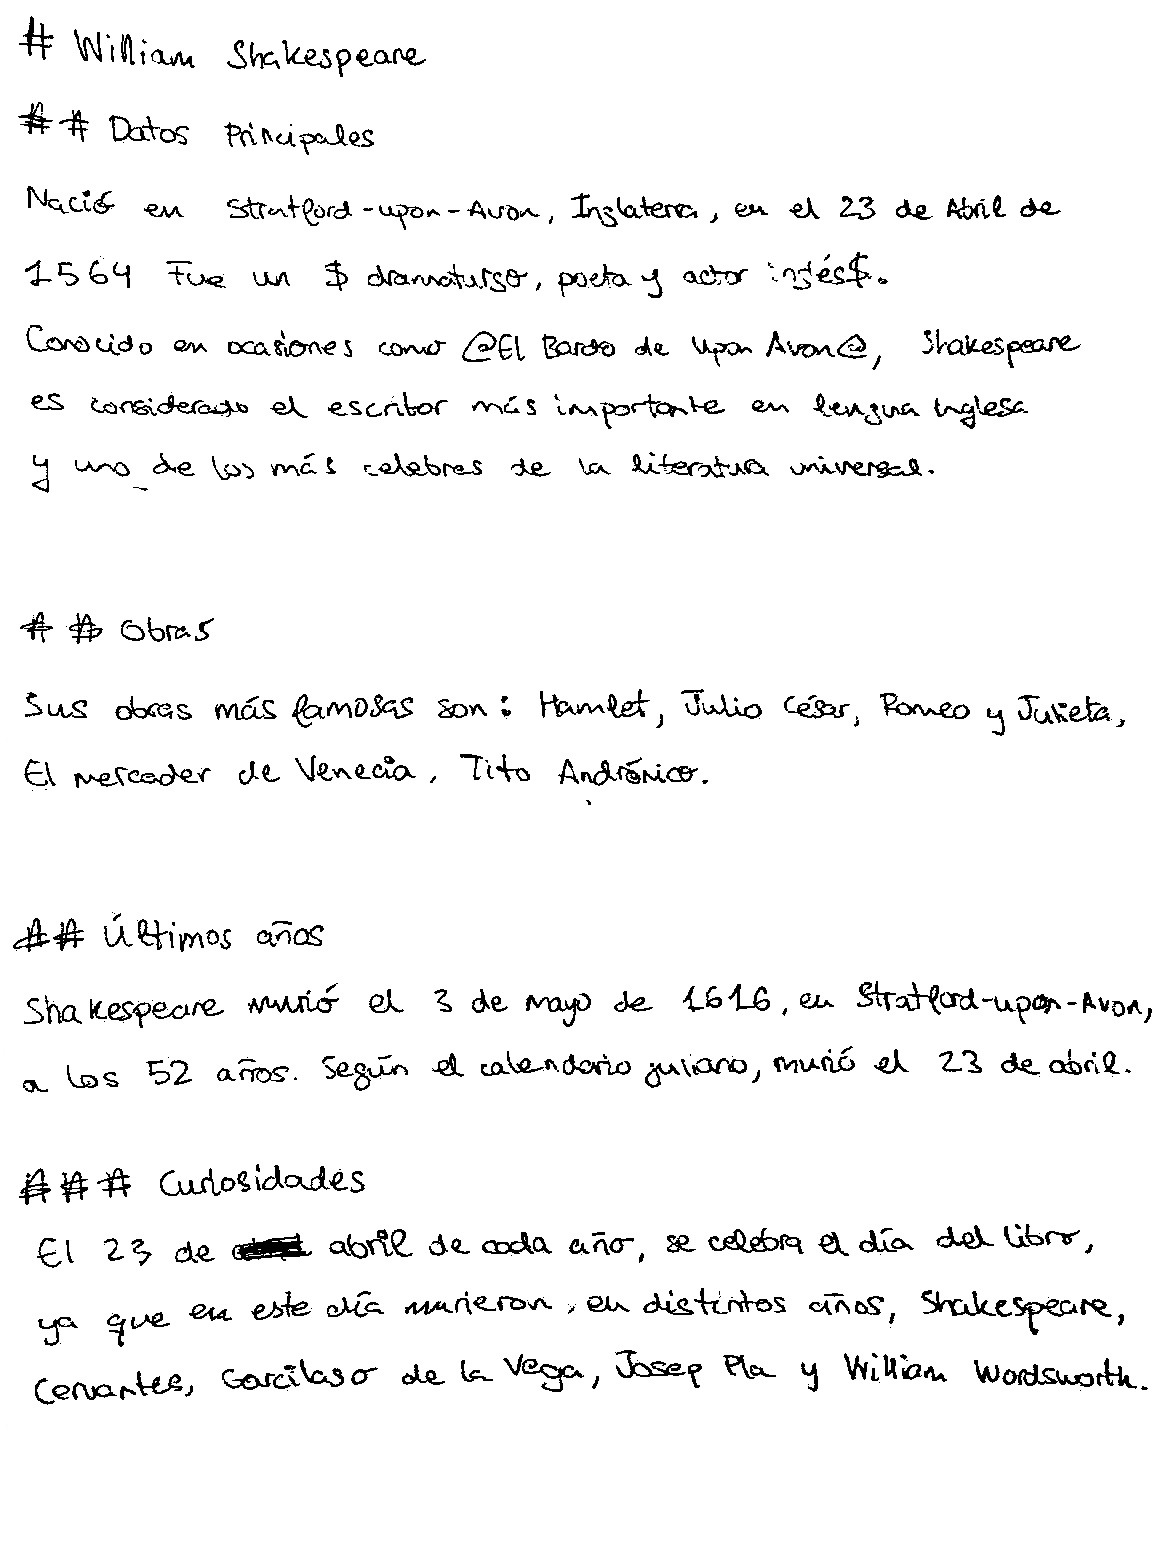 # William Shakespeare
## Datos Principales
Nació en Stratford-upon-Avon, Inglaterra, en el 23 de Abril de
1564 Fue un $ dramaturgo, poeta y actor inglés$.
Conocido en ocasiones como @El Bardo de Upon Avon@, Shakespeare
es considerado el escritor más importante en lengua inglesa
y uno de los más celebres de la literatura universal.
## Obras
Sus obras más famosas son: Hamlet, Julio César, Romeo y Julieta,
El mercader de Venecia, Tito Andrónico.
## Últimos años
Shakespeare murió el 3 de mayo de 1616, en Stratford-upon-Avon,
a los 52 años. Según el calendario juliano, murió el 23 de abril.
### Curiosidades
El 23 de abril de cada año, se celebra el día del libro,
ya que en este día murieron, en distintos años, Shakespeare,
Cervantes, Garcilaso de la Vega, Josep Pla y William Wordsworth.